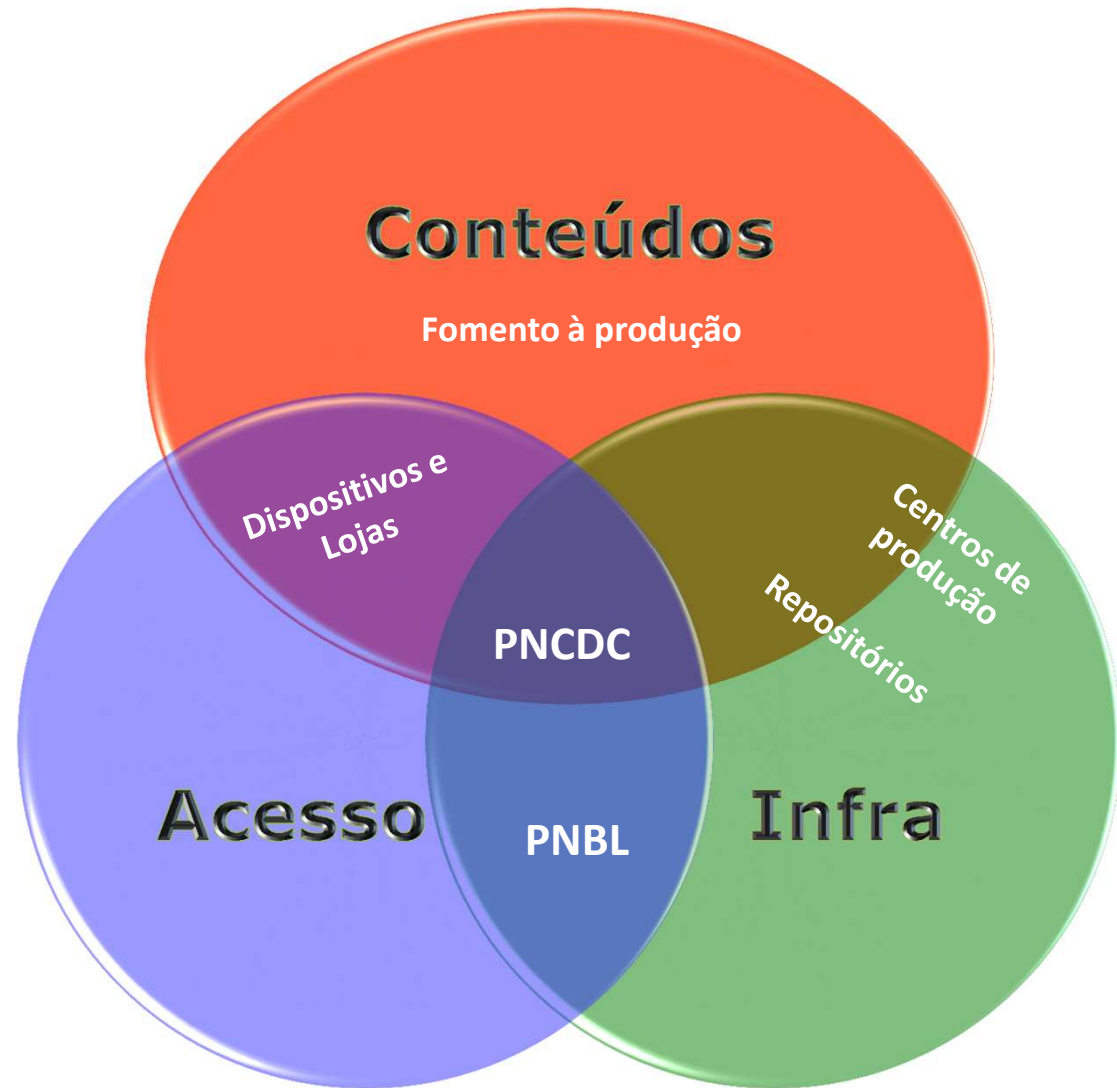 Conteúdos
Fomento à produção
Dispositivos e
Lojas
Centros de
produção
Repositórios
PNCDC
Acesso
PNBL
Infra